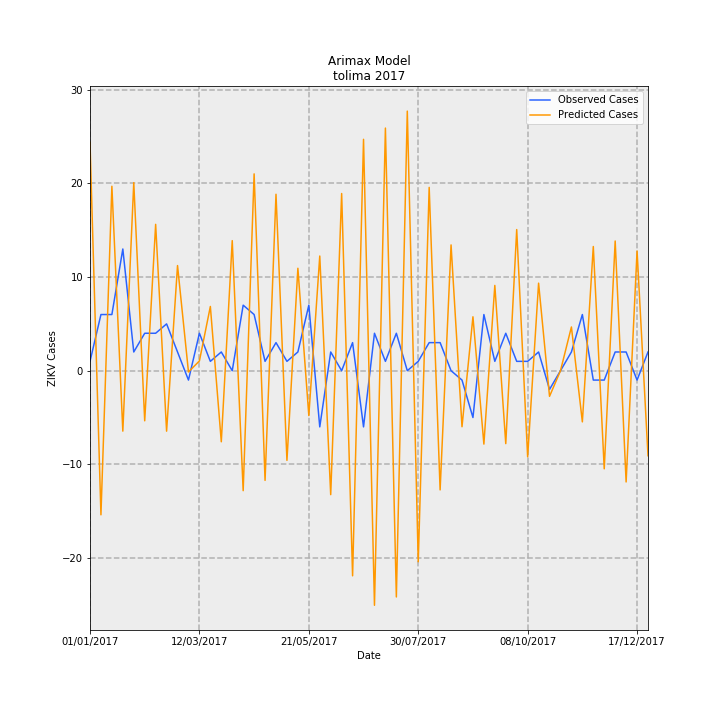 Arimax Model
tolima 2017
Observed Cases
Predicted Cases
30
20
10
0
−10
−20
ZIKV Cases
01/01/2017 12/03/2017 21/05/2017 30/07/2017 08/10/2017 17/12/2017
Date